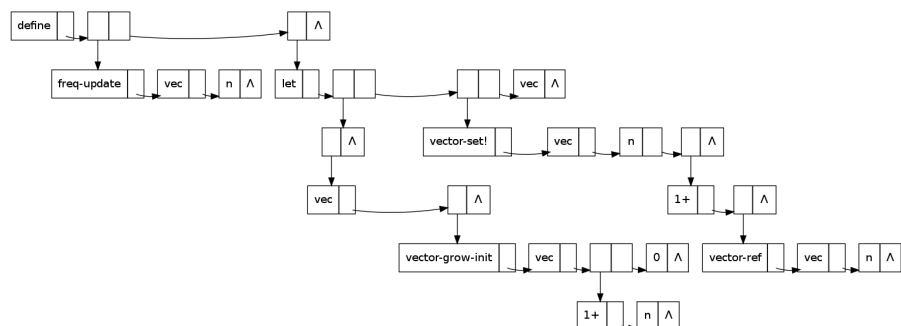 define Λ
freq-update vec n Λ let vec Λ
Λ vector-set! vec n Λ
vec Λ 1+ Λ
vector-grow-init vec 0 Λ vector-ref vec n Λ
1+ n Λ